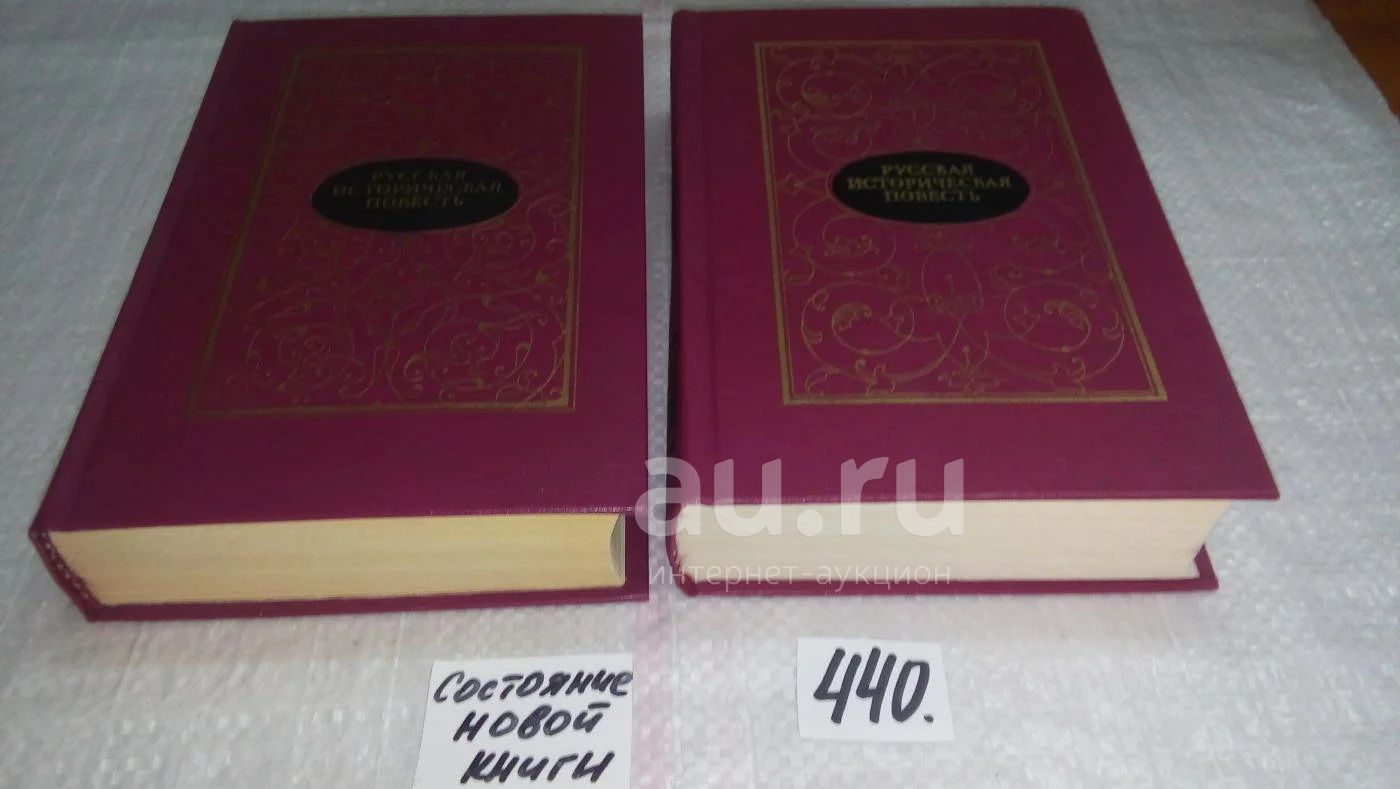 РУССКАЯ
ИСТОРИЧЕСКАЯ
ПОВЕСТЬ
РУССКАЯ
ИСТОРИЧЕСКАЯ
ПОВЕСТЬ
au.ru
интернет-аукцион
Состояние
новой
книги
440.